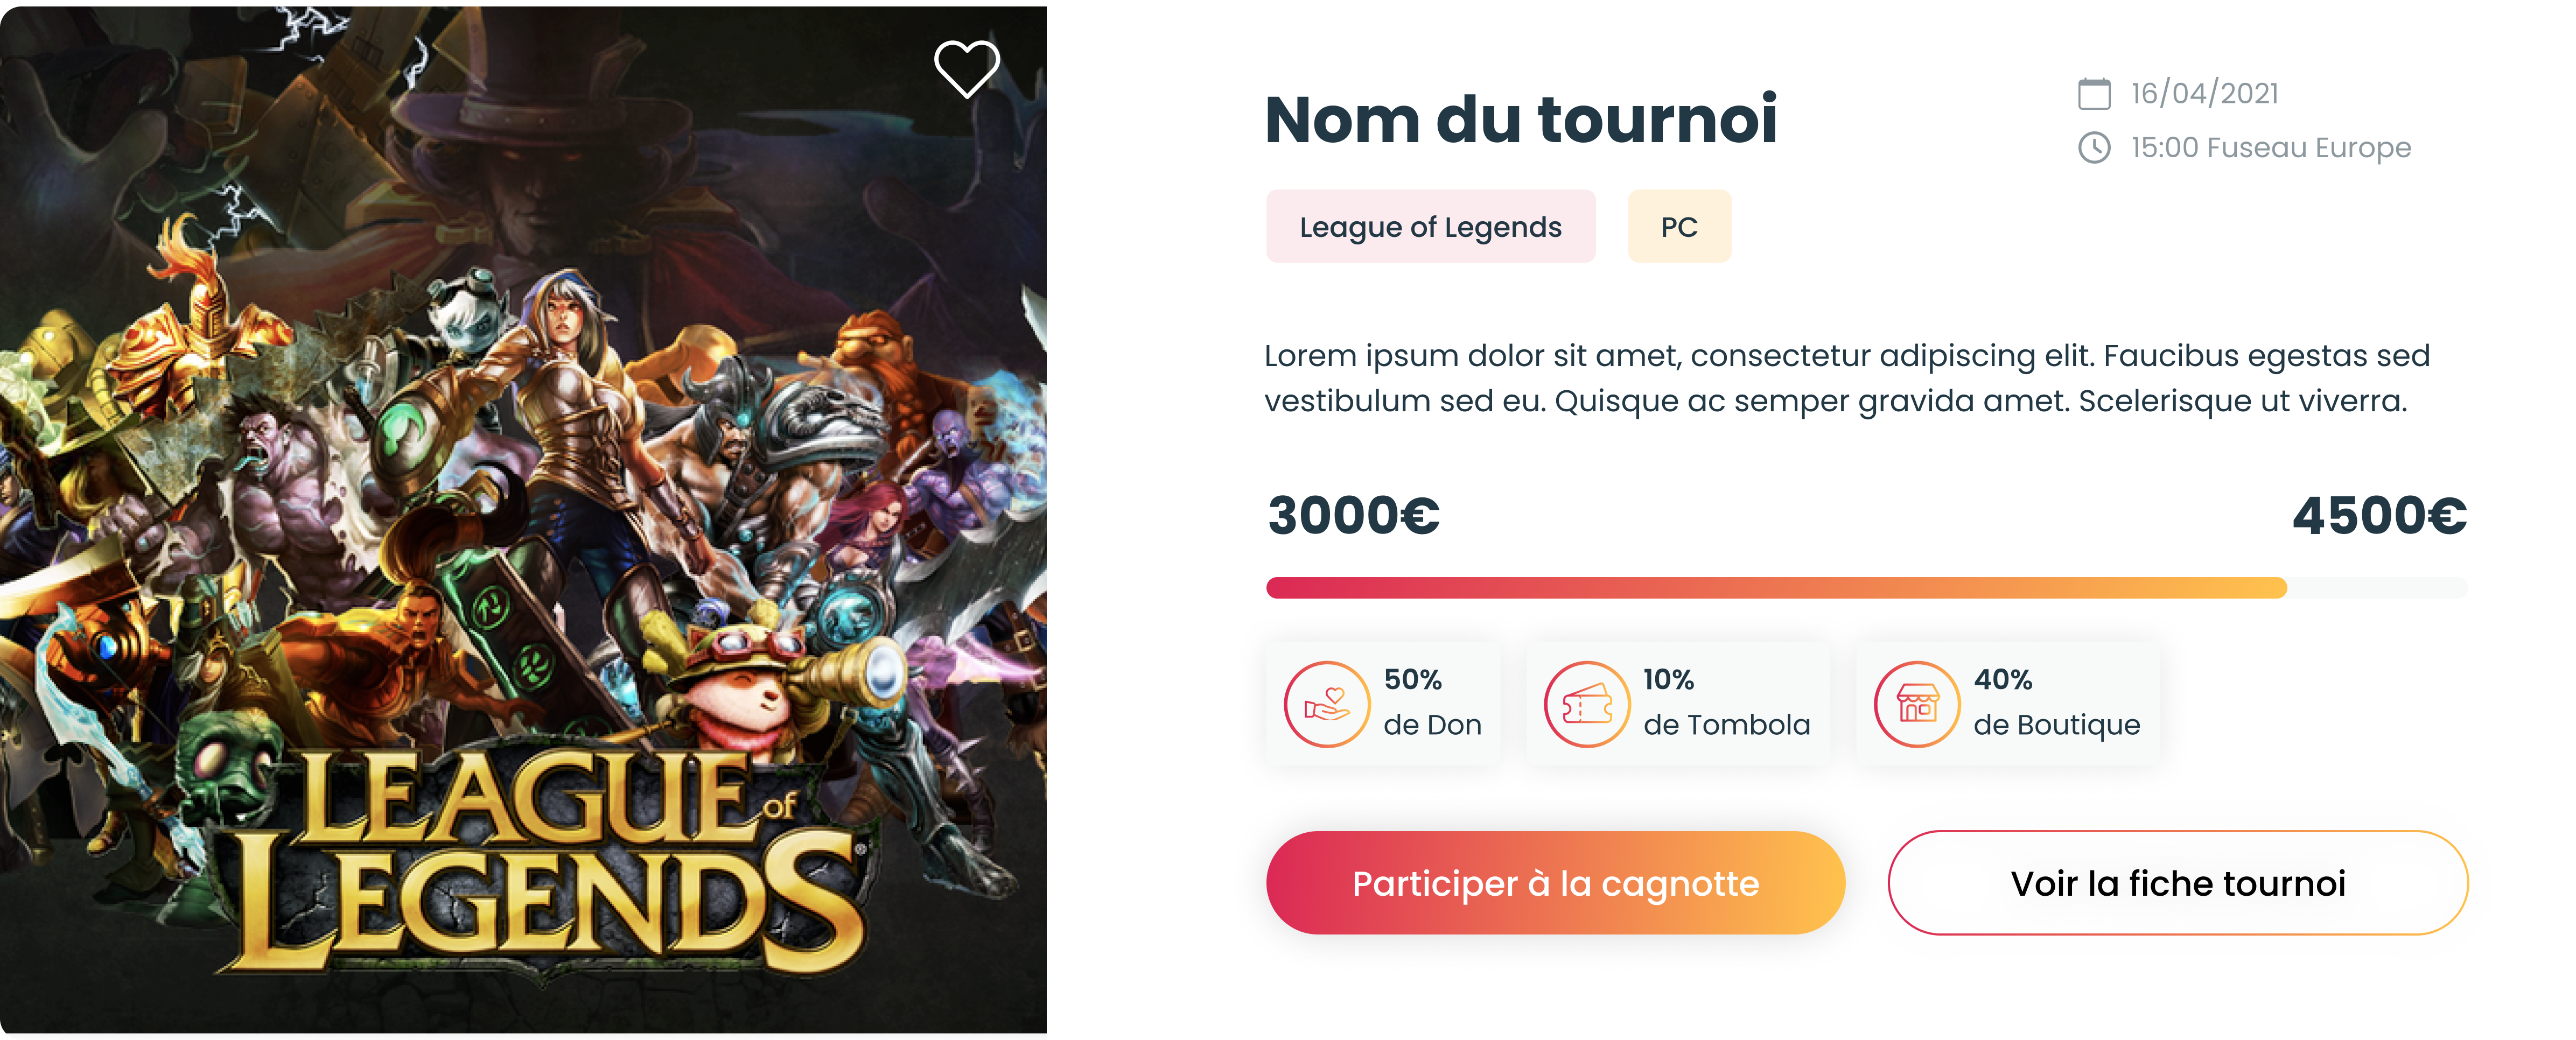 LEAGUE of
LEGENDS®
Nom du tournoi
16/04/2021
15:00 Fuseau Europe
League of Legends
PC
Lorem ipsum dolor sit amet, consectetur adipiscing elit. Faucibus egestas sed
vestibulum sed eu. Quisque ac semper gravida amet. Scelerisque ut viverra.
3000€
4500€
50%
de Don
10%
de Tombola
40%
de Boutique
Participer à la cagnotte
Voir la fiche tournoi